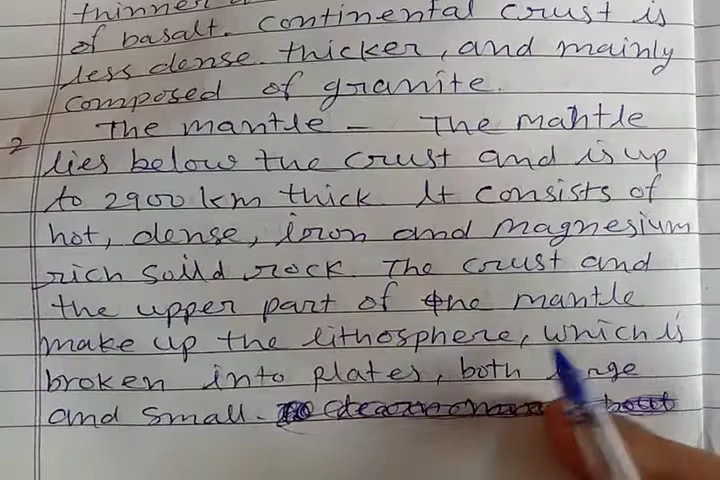 thinner
of basalt. Continental crust is
less dense. thicker, and mainly
composed of granite.
2 The mantle - The mantle
lies below the crust and is up
to 2900 km thick. It consists of
hot, dense, iron and magnesium
rich soild rock. The crust and
the upper part of the mantle
make up the lithosphere, which is
broken into plates, both
and small.